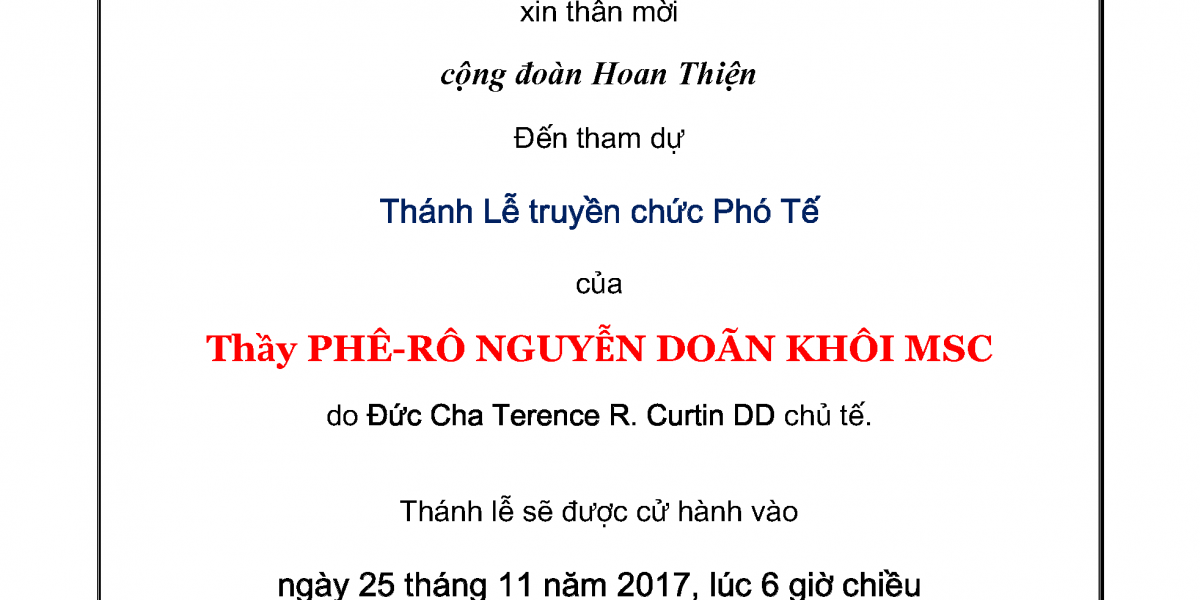 xin thân mời
cộng đoàn Hoan Thiện
Đến tham dự
Thánh Lễ truyền chức Phó Tế
của
Thầy PHÊ-RÔ NGUYỄN DOÃN KHÔI MSC
do Đức Cha Terence R. Curtin DD chủ tế.
Thánh lễ sẽ được cử hành vào
ngày 25 tháng 11 năm 2017, lúc 6 giờ chiều